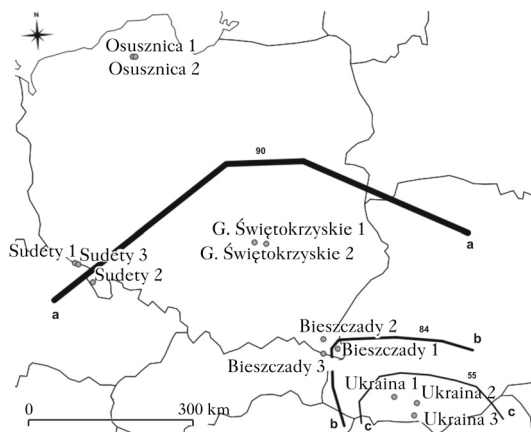 N
Osusznica 1
Osusznica 2
90
G. Świętokrzyskie 1
a
Sudety 1
Sudety 3
G. Świętokrzyskie 2
Sudety 2
a
Bieszczady 2
84
b
Bieszczady 1
Bieszczady 3
55
Ukraina 1
Ukraina 2
0
300 km
Ukraina 3
b
c
c